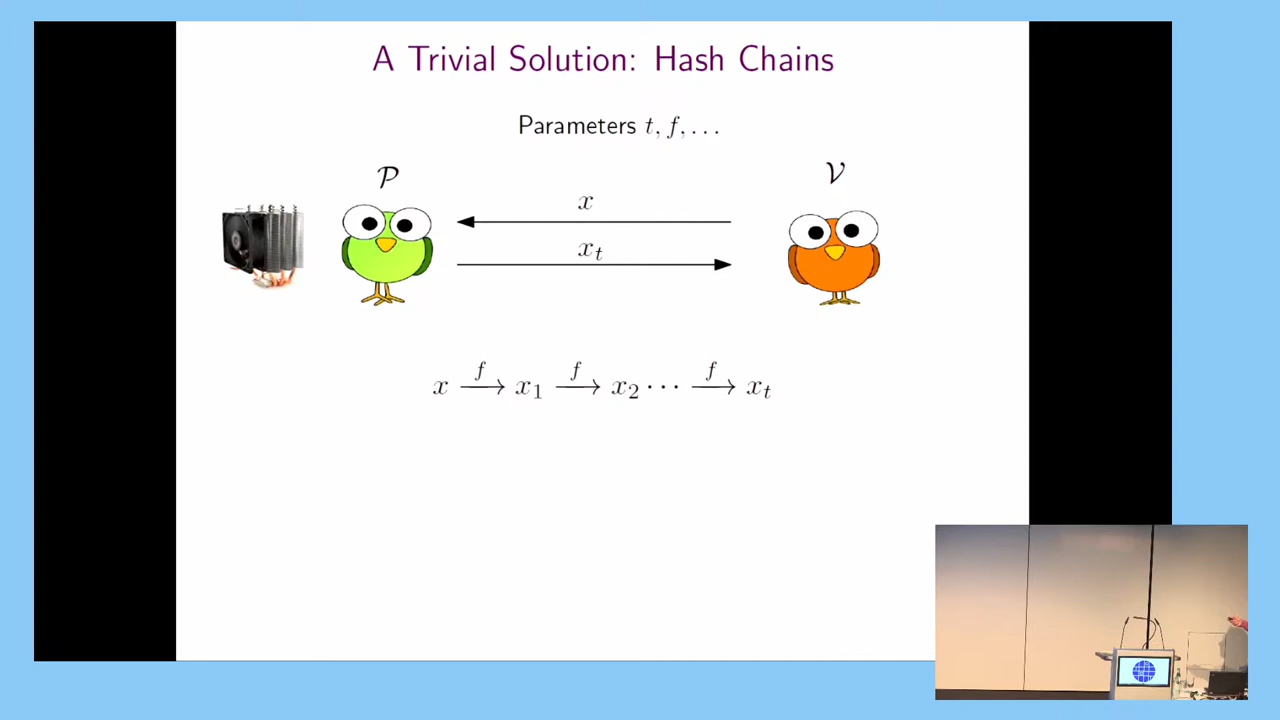 A Trivial Solution: Hash Chains
Parameters t, f, . . .
𝒫
𝒱
x
x_t
x →^f x_1 →^f x_2 · · · →^f x_t